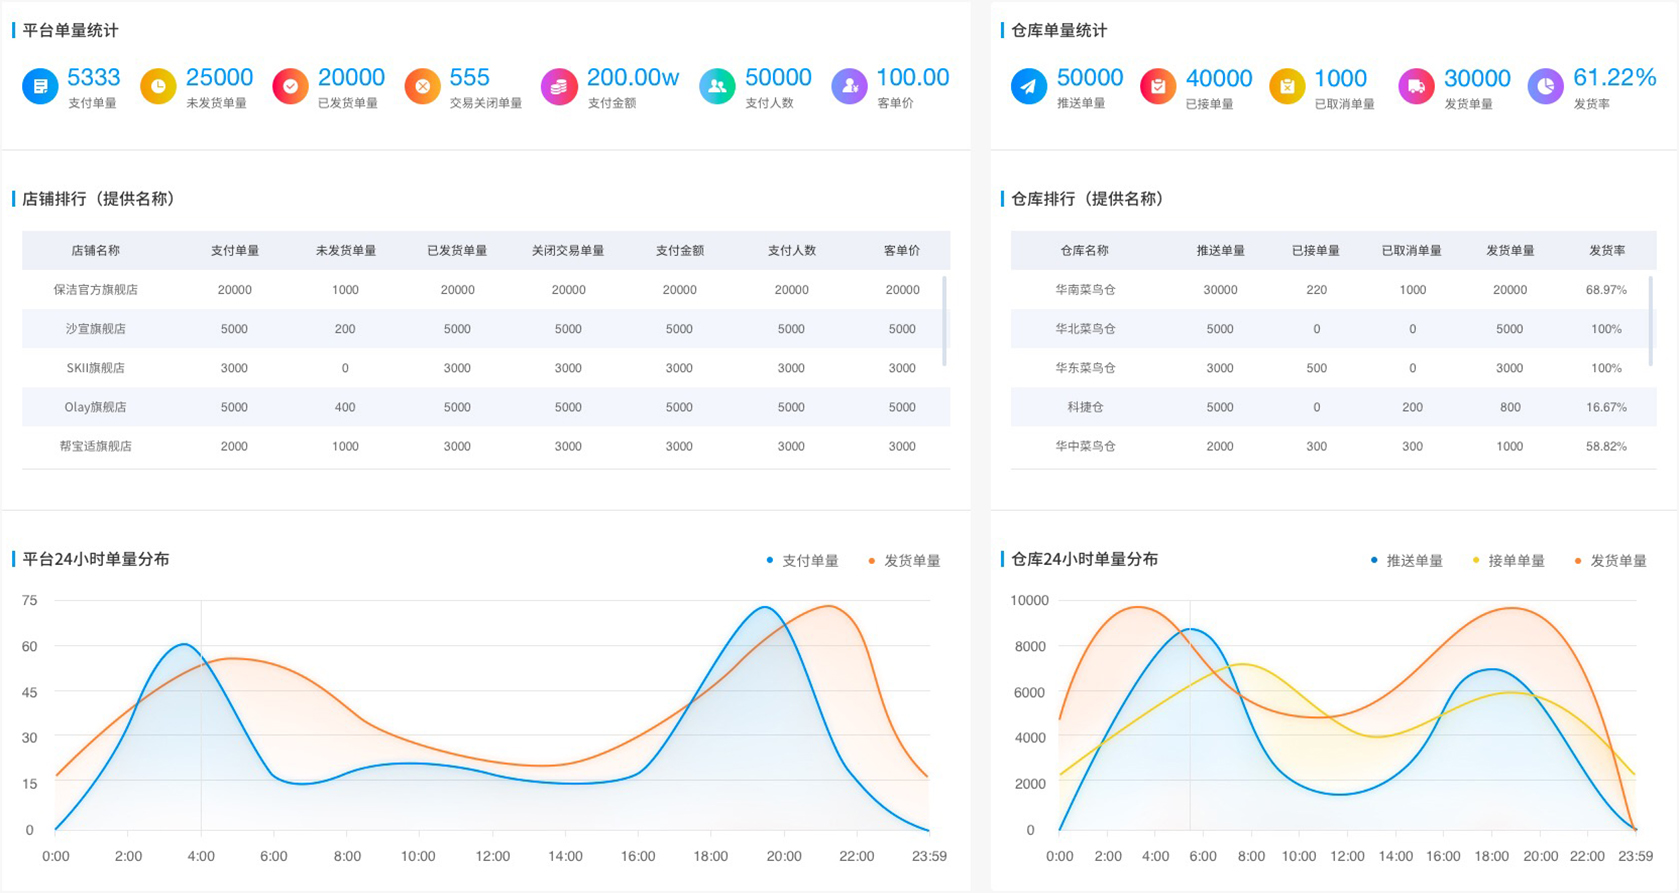 平台单量统计
5333 25000 20000 555 200.00w 50000 100.00
支付单量 未发货单量 已发货单量 交易关闭单量 支付金额 支付人数 客单价
店铺排行（提供名称）
店铺名称 支付单量 未发货单量 已发货单量 关闭交易单量 支付金额 支付人数 客单价
保洁官方旗舰店 20000 1000 20000 20000 20000 20000 20000
沙宣旗舰店 5000 200 5000 5000 5000 5000 5000
SKII旗舰店 3000 0 3000 3000 3000 3000 3000
Olay旗舰店 5000 400 5000 5000 5000 5000 5000
帮宝适旗舰店 2000 1000 3000 3000 3000 3000 3000
平台24小时单量分布
支付单量 发货单量
75
60
45
30
15
0
0:00 2:00 4:00 6:00 8:00 10:00 12:00 14:00 16:00 18:00 20:00 22:00 23:59
仓库单量统计
50000 40000 1000 30000 61.22%
推送单量 已接单量 已取消单量 发货单量 发货率
仓库排行（提供名称）
仓库名称 推送单量 已接单量 已取消单量 发货单量 发货率
华南菜鸟仓 30000 220 1000 20000 68.97%
华北菜鸟仓 5000 0 0 5000 100%
华东菜鸟仓 3000 500 0 3000 100%
科捷仓 5000 0 200 800 16.67%
华中菜鸟仓 2000 300 300 1000 58.82%
仓库24小时单量分布
推送单量 接单单量 发货单量
10000
8000
6000
4000
2000
0
0:00 2:00 4:00 6:00 8:00 10:00 12:00 14:00 16:00 18:00 20:00 22:00 23:59